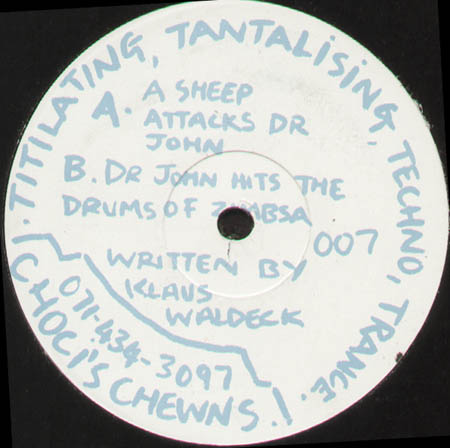 TITILATING, TANTALISING, TECHNO, TRANCE.
A. A SHEEP
ATTACKS DR
JOHN
B. DR JOHN HITS THE
DRUMS OF
007
WRITTEN BY
KLAUS
WALDECK
071-434-3097
CHOCI'S CHEWNS.